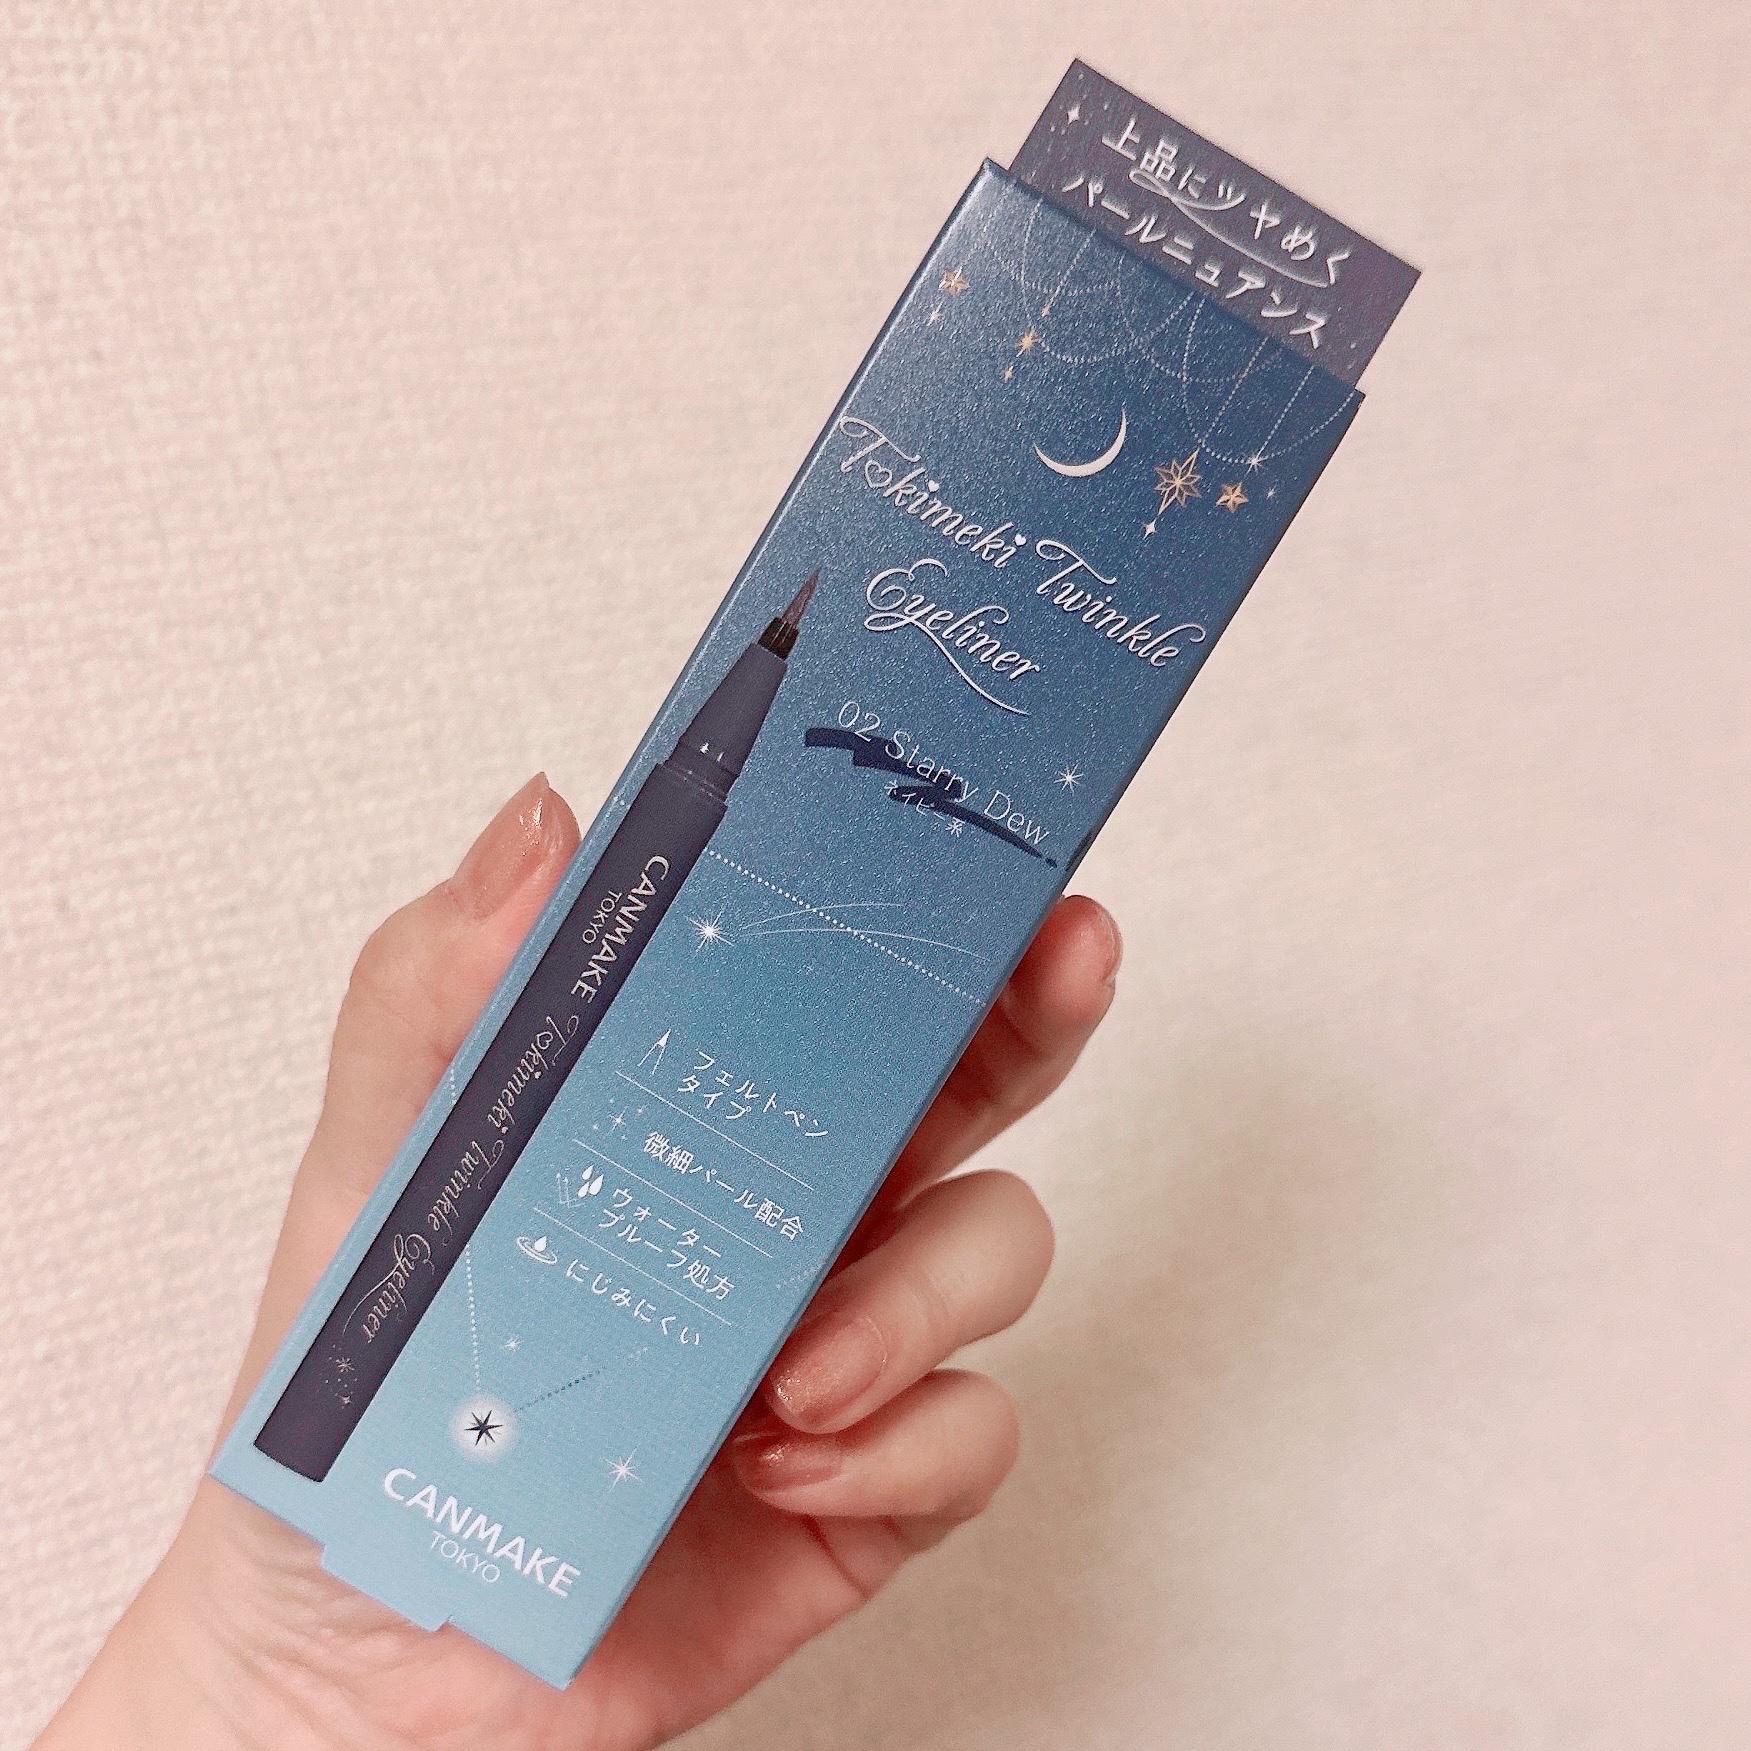 上品にツヤめく
パールニュアンス
Tokimeki Twinkle
Eyeliner
02 Starry Dew
ネイビー系
CANMAKE
TOKYO
Tokimeki Twinkle Eyeliner
フェルトペン
タイプ
微細パール配合
ウォーター
プルーフ処方
にじみにくい
CANMAKE
TOKYO